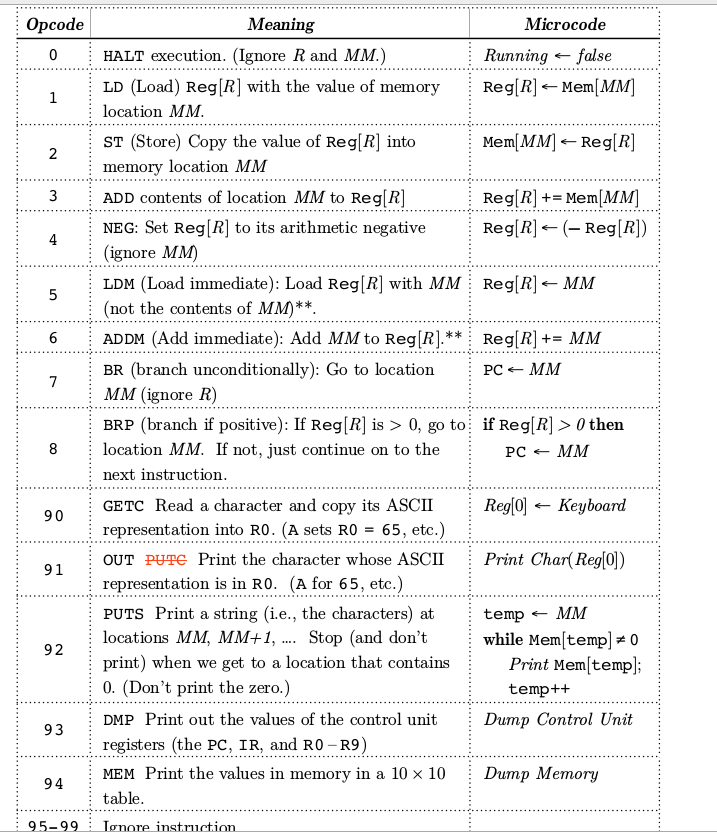 Opcode Meaning Microcode
0 HALT execution. (Ignore R and MM.) Running ← false
1 LD (Load) Reg[R] with the value of memory location MM. Reg[R] ← Mem[MM]
2 ST (Store) Copy the value of Reg[R] into memory location MM Mem[MM] ← Reg[R]
3 ADD contents of location MM to Reg[R] Reg[R] += Mem[MM]
4 NEG: Set Reg[R] to its arithmetic negative (ignore MM) Reg[R] ← (– Reg[R])
5 LDM (Load immediate): Load Reg[R] with MM (not the contents of MM)**. Reg[R] ← MM
6 ADDM (Add immediate): Add MM to Reg[R].** Reg[R] += MM
7 BR (branch unconditionally): Go to location MM (ignore R) PC ← MM
8 BRP (branch if positive): If Reg[R] is > 0, go to location MM. If not, just continue on to the next instruction. if Reg[R] > 0 then PC ← MM
90 GETC Read a character and copy its ASCII representation into R0. (A sets R0 = 65, etc.) Reg[0] ← Keyboard
91 OUT PUTC Print the character whose ASCII representation is in R0. (A for 65, etc.) Print Char(Reg[0])
92 PUTS Print a string (i.e., the characters) at locations MM, MM+1, .... Stop (and don't print) when we get to a location that contains 0. (Don't print the zero.) temp ← MM while Mem[temp] ≠ 0 Print Mem[temp]; temp++
93 DMP Print out the values of the control unit registers (the PC, IR, and R0 – R9) Dump Control Unit
94 MEM Print the values in memory in a 10 × 10 table. Dump Memory
95-99 Ignore instruction